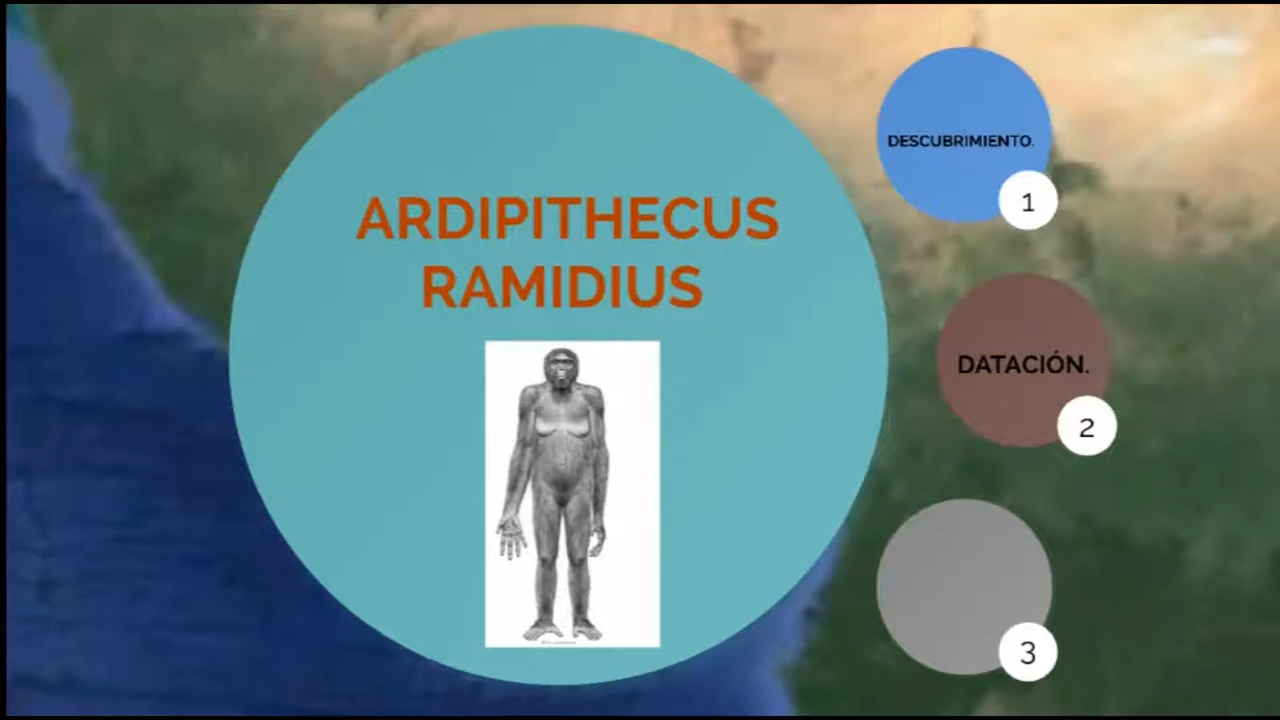 ARDIPITHECUS
RAMIDIUS
DESCUBRIMIENTO.
1
DATACIÓN.
2
3